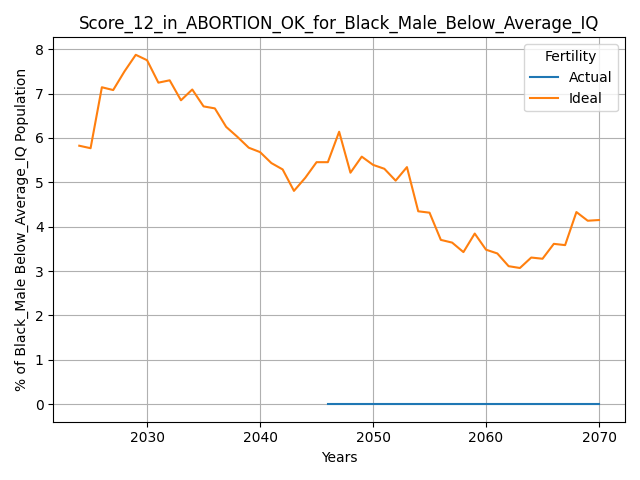 Score_12_in_ABORTION_OK_for_Black_Male_Below_Average_IQ
% of Black_Male Below_Average_IQ Population
8
7
6
5
4
3
2
1
0
Fertility
Actual
Ideal
2030 2040 2050 2060 2070
Years